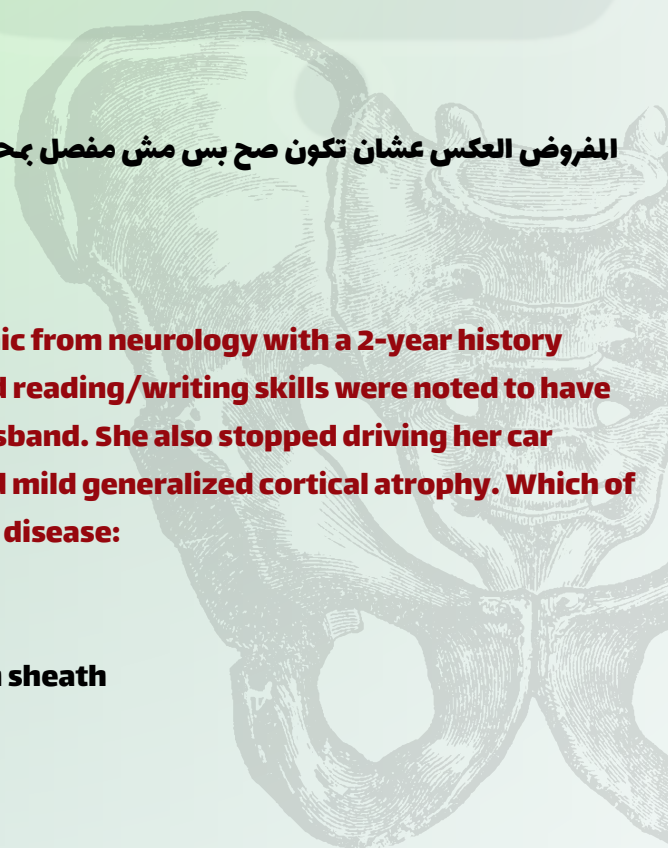 المفروض العكس عشان تكون صح بس مش مفصل
ic from neurology with a 2-year history
reading/writing skills were noted to have
sband. She also stopped driving her car
mild generalized cortical atrophy. Which of
disease:
sheath